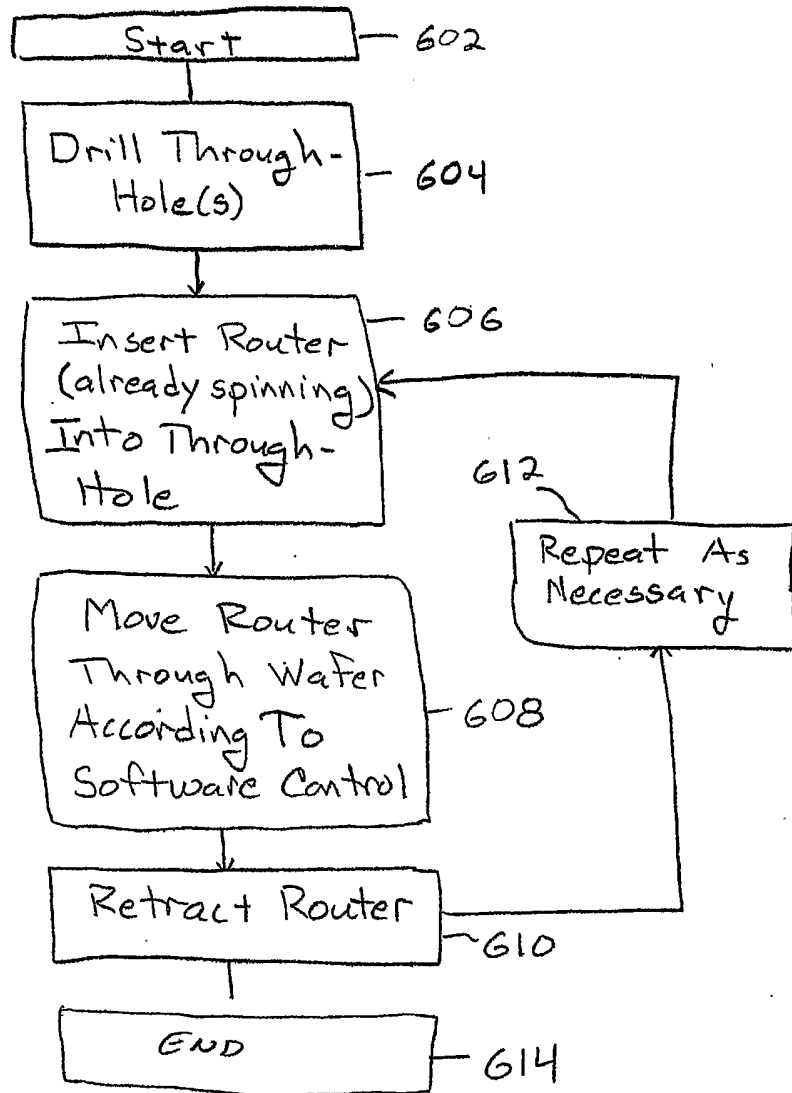 Start
602
Drill Through-
Hole(s)
604
Insert Router
(already spinning)
Into Through-
Hole
606
612
Repeat As
Necessary
Move Router
Through Wafer
According To
Software Control
608
Retract Router
610
END
614